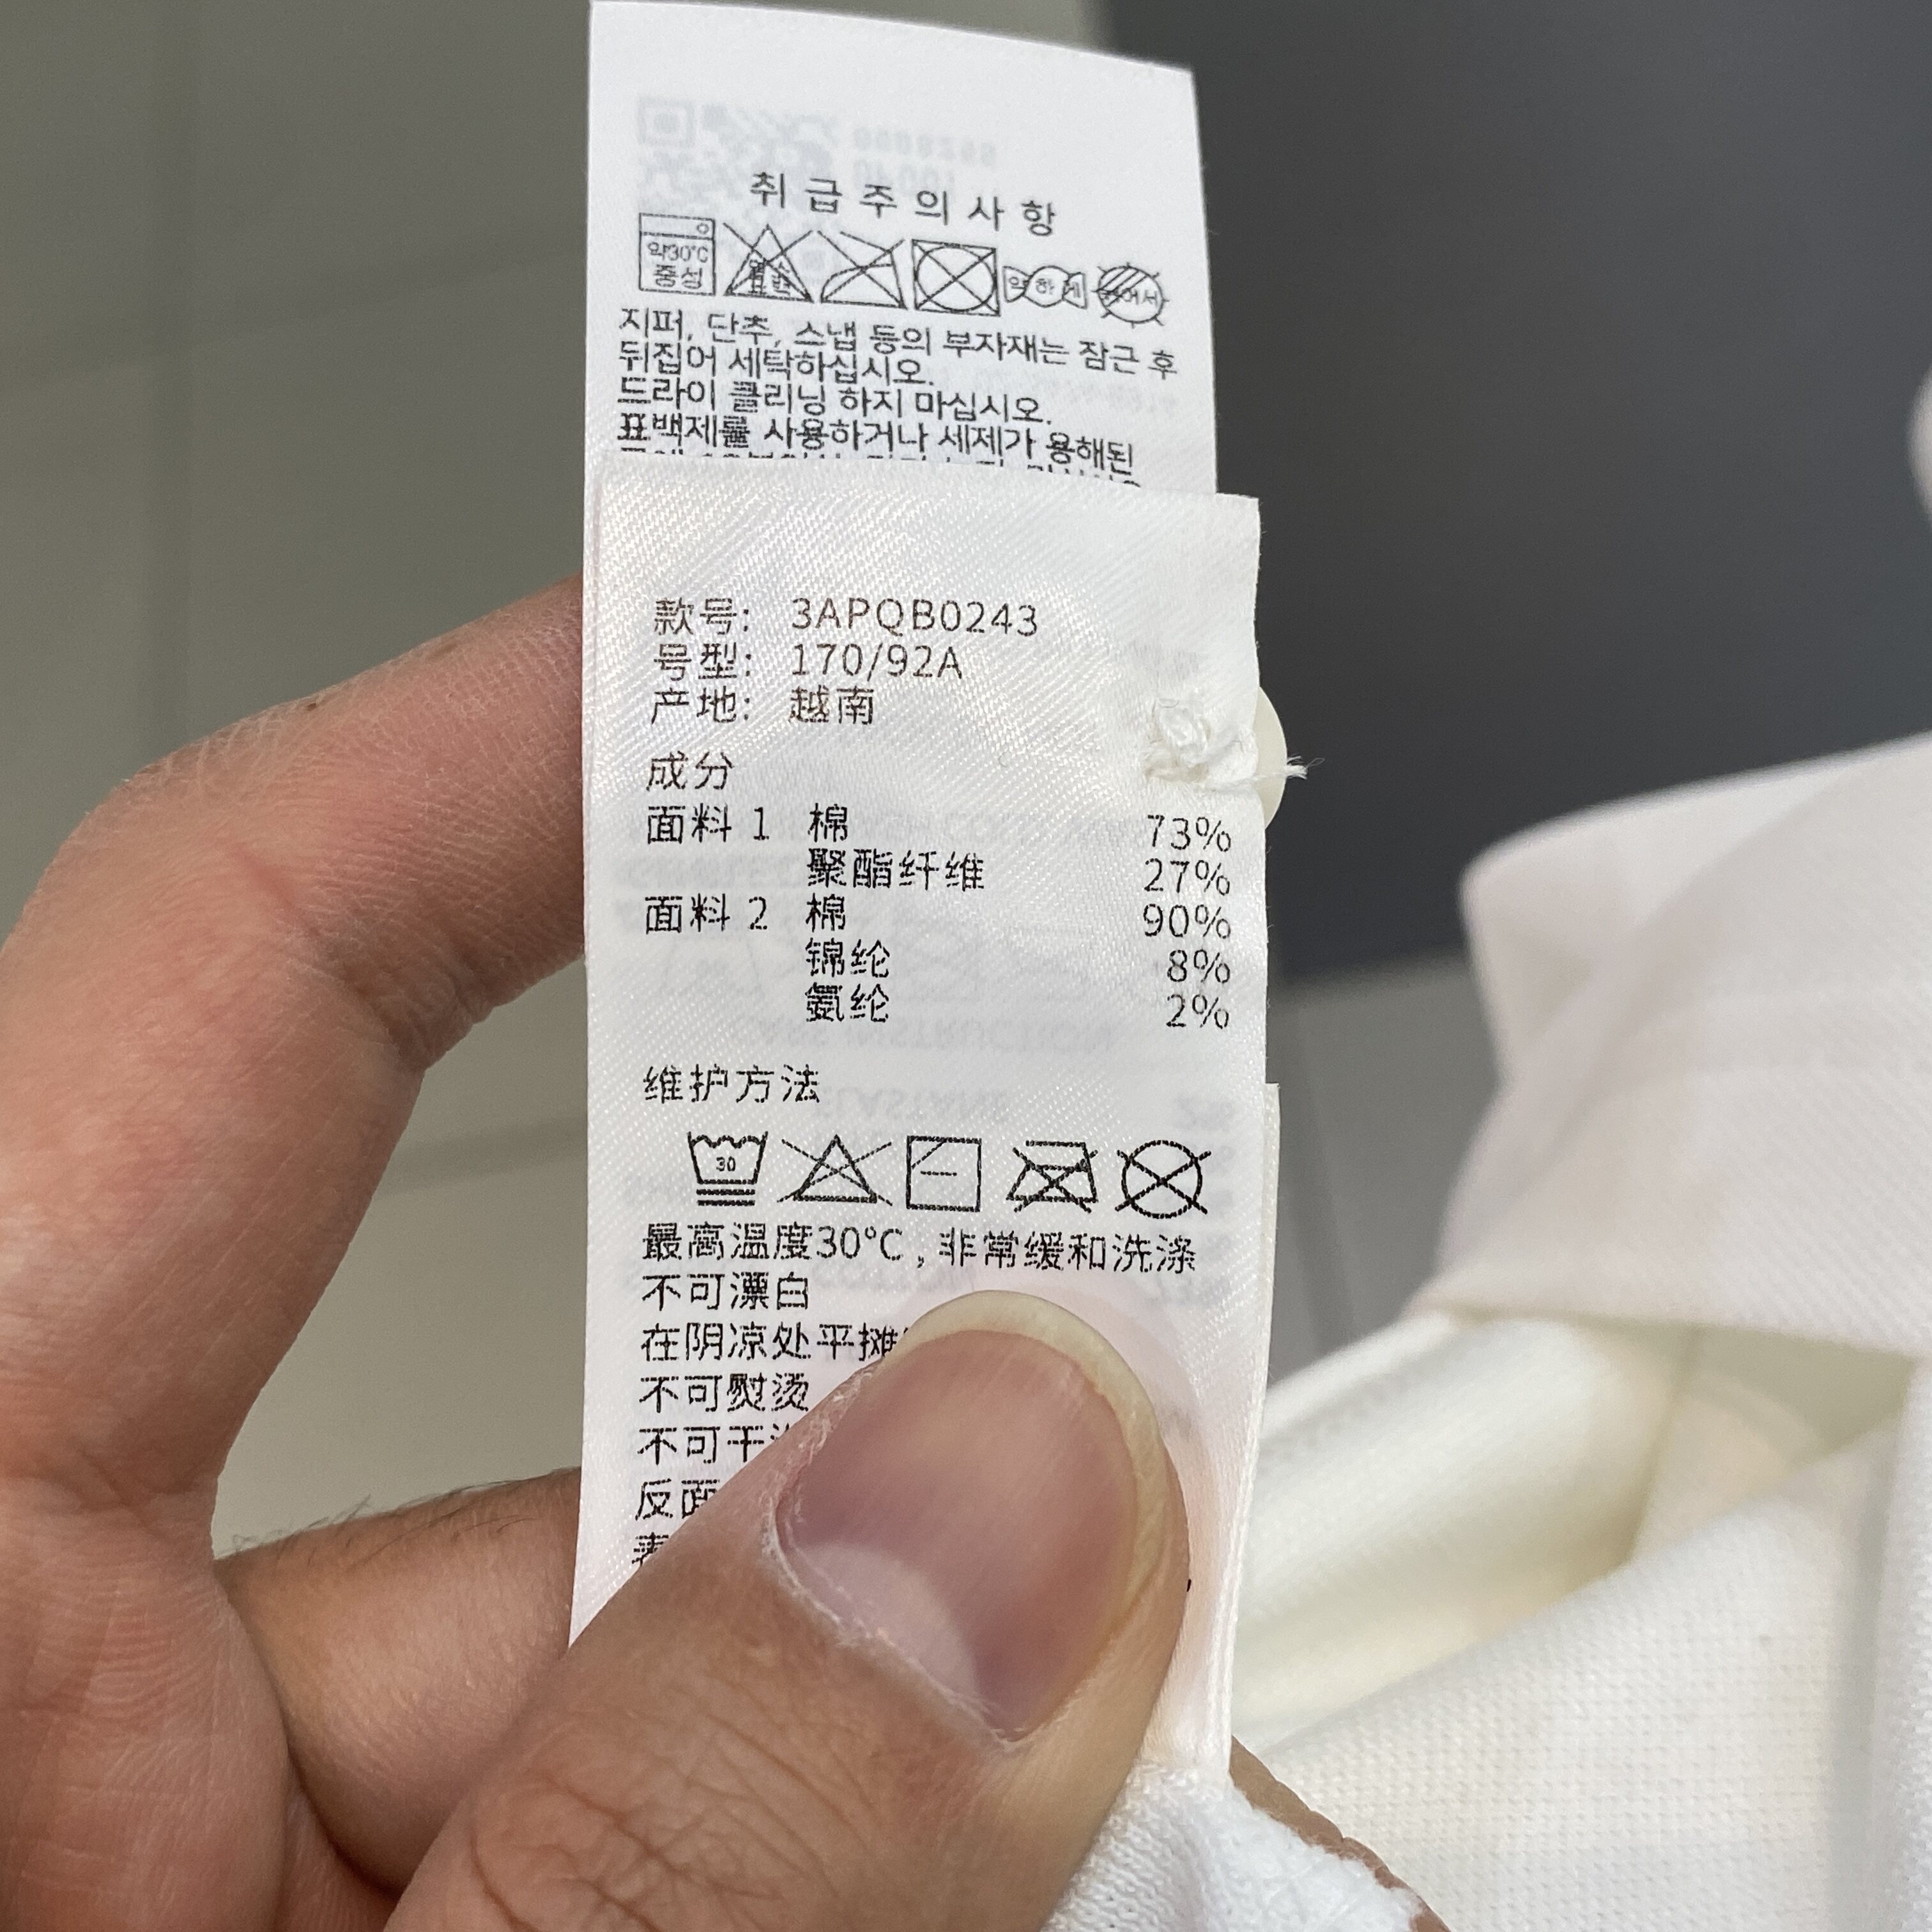 취급주의사항
약30℃
중성
약하게
지퍼, 단추, 스냅 등의 부자재는 잠근 후
뒤집어 세탁하십시오.
드라이 클리닝 하지 마십시오.
표백제를 사용하거나 세제가 용해된
款号: 3APQB0243
号型: 170/92A
产地: 越南
成分
面料 1 棉 73%
聚酯纤维 27%
面料 2 棉 90%
锦纶 8%
氨纶 2%
维护方法
30
最高温度30℃, 非常缓和洗涤
不可漂白
在阴凉处平摊
不可熨烫
不可干
反面